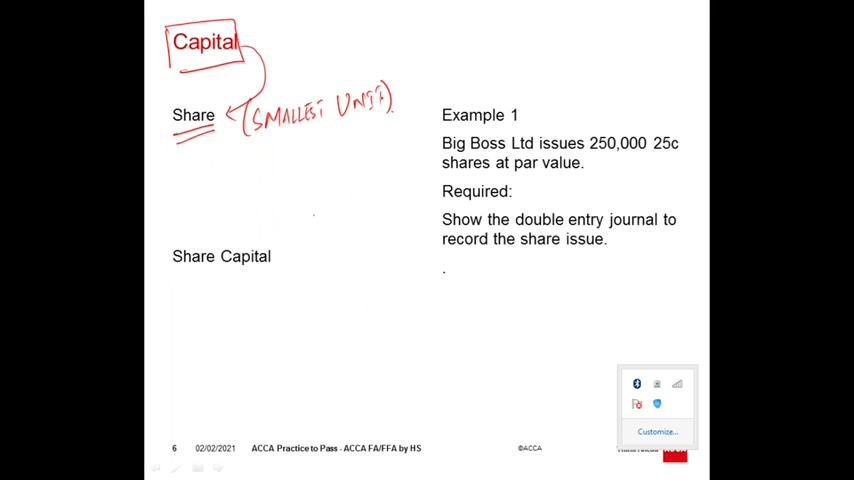 Capital
Share (SMALLEST UNIT)
Share Capital
Example 1
Big Boss Ltd issues 250,000 25c
shares at par value.
Required:
Show the double entry journal to
record the share issue.
.
Customize...
6 02/02/2021 ACCA Practice to Pass - ACCA FA/FFA by HS ©ACCA